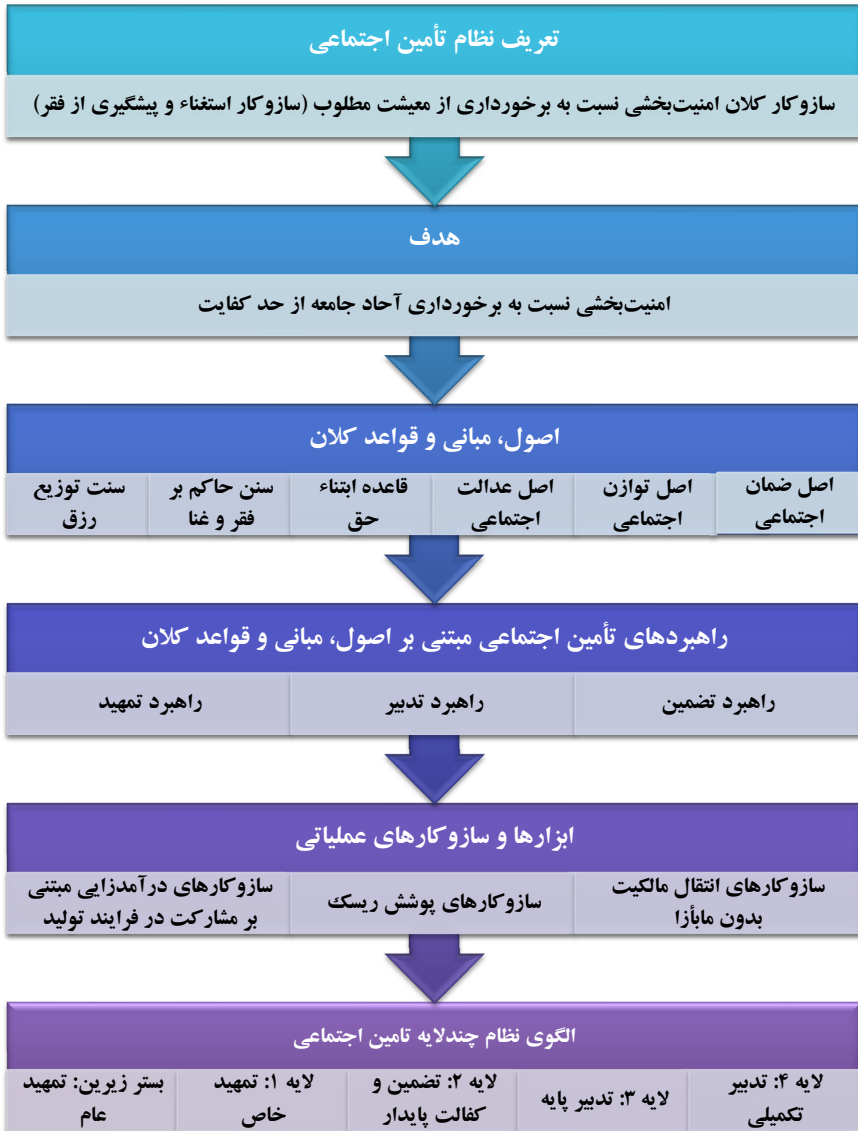 تعریف نظام تأمین اجتماعی
سازوکار کلان امنیت‌بخشی نسبت به برخورداری از معیشت مطلوب (سازوکار استغناء و پیشگیری از فقر)
هدف
امنیت‌بخشی نسبت به برخورداری آحاد جامعه از حد کفایت
اصول، مبانی و قواعد کلان
اصل ضمان
اجتماعی
اصل توازن
اجتماعی
اصل عدالت
اجتماعی
قاعده ابتناء
حق
سنن حاکم بر
فقر و غنا
سنت توزیع
رزق
راهبردهای تأمین اجتماعی مبتنی بر اصول، مبانی و قواعد کلان
راهبرد تضمین
راهبرد تدبیر
راهبرد تمهید
ابزارها و سازوکارهای عملیاتی
سازوکارهای انتقال مالکیت
بدون مابأزا
سازوکارهای پوشش ریسک
سازوکارهای درآمدزایی مبتنی
بر مشارکت در فرایند تولید
الگوی نظام چندلایه تامین اجتماعی
لایه ۴: تدبیر
تکمیلی
لایه ۳: تدبیر پایه
لایه ۲: تضمین و
کفالت پایدار
لایه ۱: تمهید
خاص
بستر زیرین: تمهید
عام